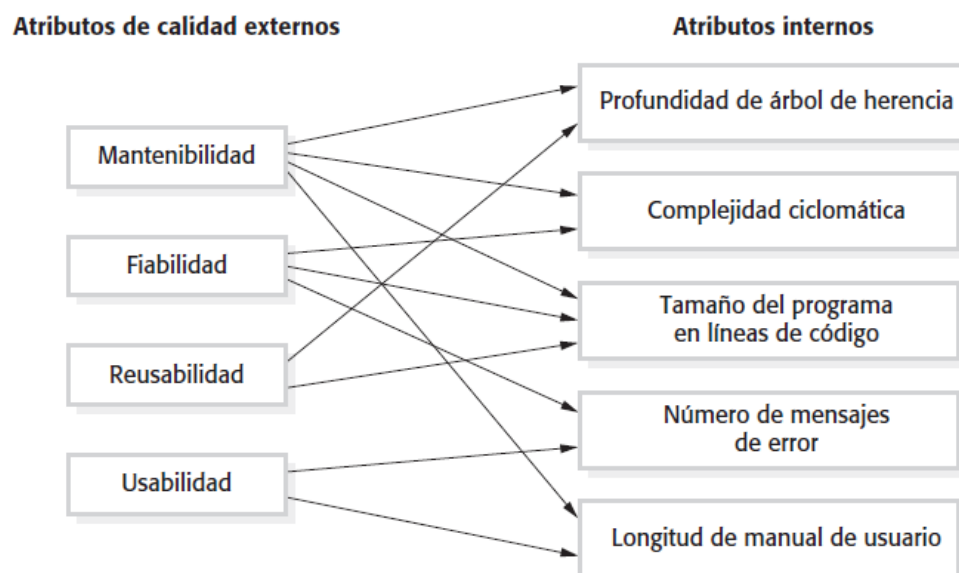 Atributos de calidad externos
Atributos internos
Mantenibilidad
Fiabilidad
Reusabilidad
Usabilidad
Profundidad de árbol de herencia
Complejidad ciclomática
Tamaño del programa
en líneas de código
Número de mensajes
de error
Longitud de manual de usuario